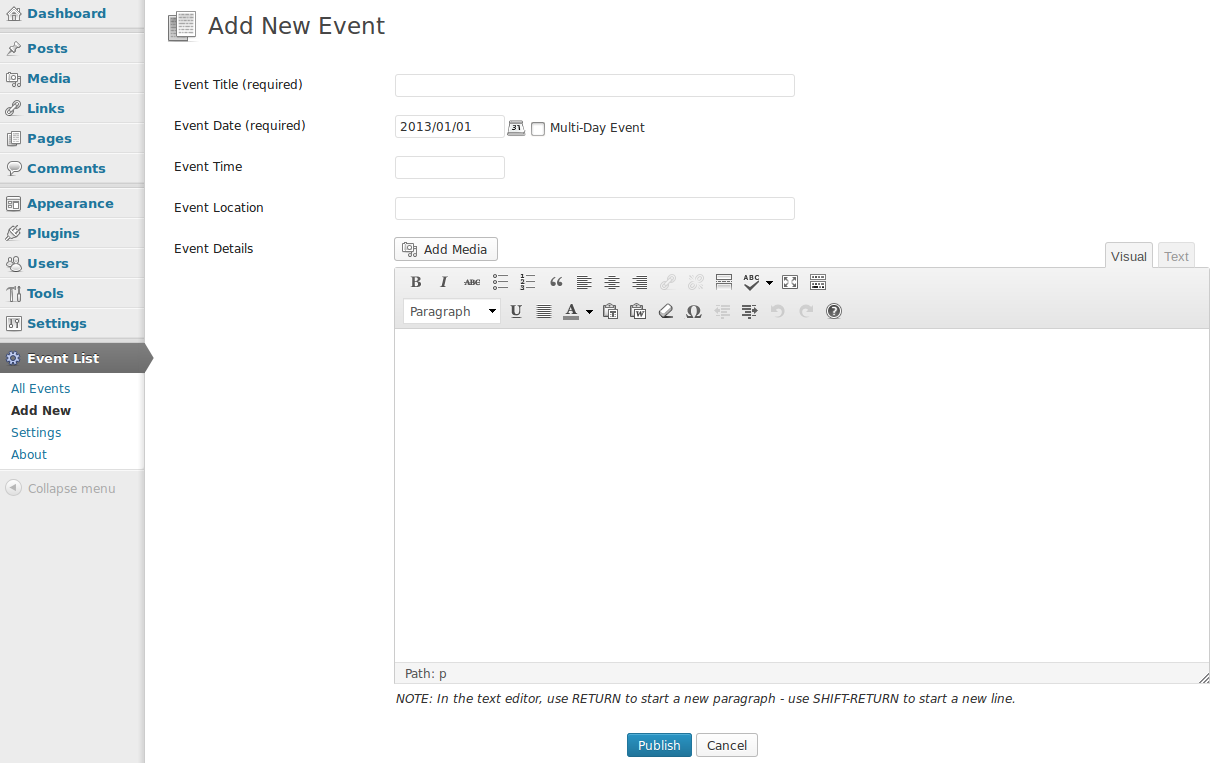 Dashboard
Posts
Media
Links
Pages
Comments
Appearance
Plugins
Users
Tools
Settings
Event List
All Events
Add New
Settings
About
Collapse menu
Add New Event
Event Title (required)
Event Date (required)
2013/01/01
31
Multi-Day Event
Event Time
Event Location
Event Details
Add Media
Visual
Text
B I ABC ABC
Paragraph U A T W Ω ?
Path: p
NOTE: In the text editor, use RETURN to start a new paragraph - use SHIFT-RETURN to start a new line.
Publish
Cancel